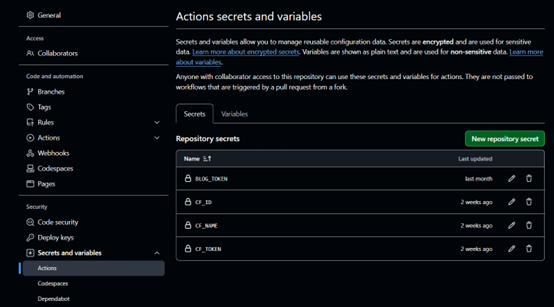 General
Access
Collaborators
Code and automation
Branches
Tags
Rules
Actions
Webhooks
Codespaces
Pages
Security
Code security
Deploy keys
Secrets and variables
Actions
Codespaces
Dependabot
Actions secrets and variables
Secrets and variables allow you to manage reusable configuration data. Secrets are encrypted and are used for sensitive
data. Learn more about encrypted secrets. Variables are shown as plain text and are used for non-sensitive data. Learn more
about variables.
Anyone with collaborator access to this repository can use these secrets and variables for actions. They are not passed to
workflows that are triggered by a pull request from a fork.
Secrets Variables
Repository secrets New repository secret
Name Last updated
BLOG_TOKEN last month
CF_ID 2 weeks ago
CF_NAME 2 weeks ago
CF_TOKEN 2 weeks ago